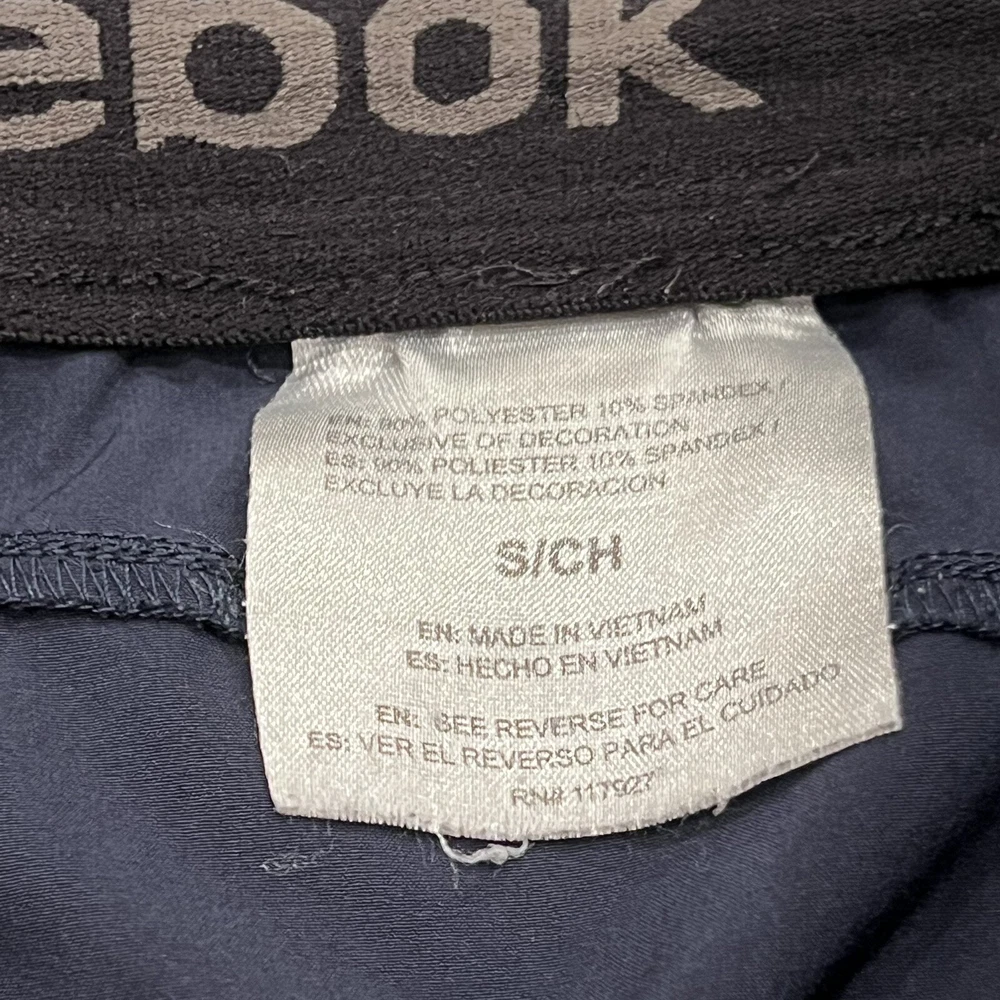 ebok
EN: 90% POLYESTER 10% SPANDEX /
EXCLUSIVE OF DECORATION
ES: 90% POLIESTER 10% SPANDEX /
EXCLUYE LA DECORACION
S/CH
EN: MADE IN VIETNAM
ES: HECHO EN VIETNAM
EN: SEE REVERSE FOR CARE
ES: VER EL REVERSO PARA EL CUIDADO
RN# 117927